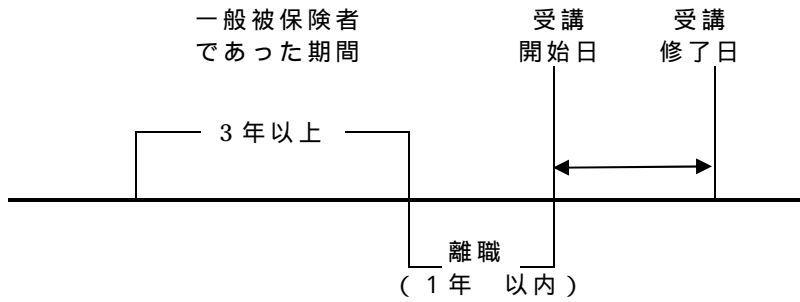 一般被保険者
であった期間
受講
開始日
受講
修了日
3年以上
離職
(1年 以内)